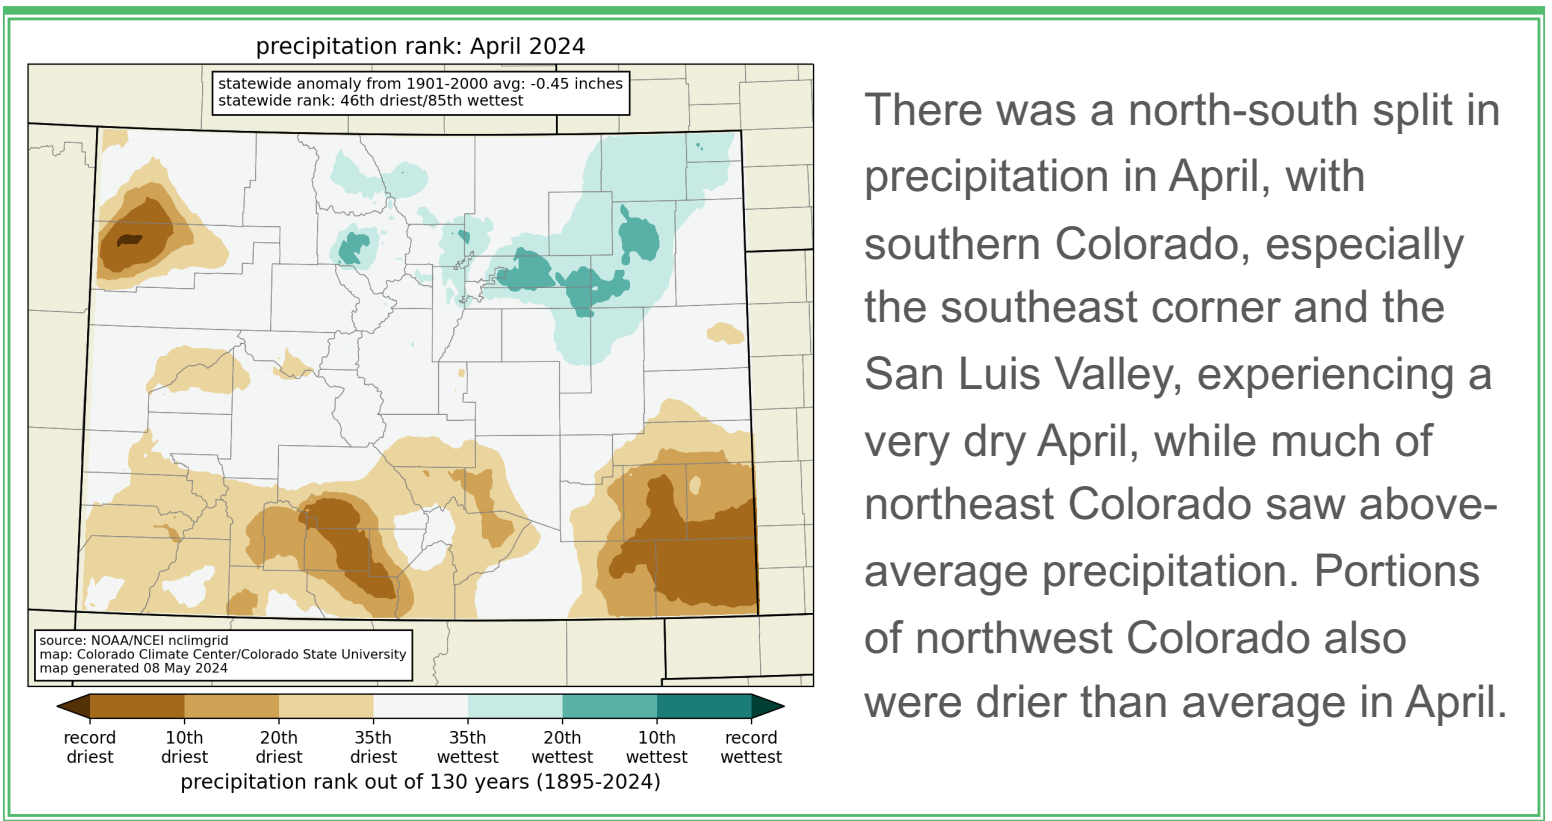 precipitation rank: April 2024
statewide anomaly from 1901-2000 avg: -0.45 inches
statewide rank: 46th driest/85th wettest
source: NOAA/NCEI nclimgrid
map: Colorado Climate Center/Colorado State University
map generated 08 May 2024
record driest
10th driest
20th driest
35th driest
35th wettest
20th wettest
10th wettest
record wettest
precipitation rank out of 130 years (1895-2024)
There was a north-south split in
precipitation in April, with
southern Colorado, especially
the southeast corner and the
San Luis Valley, experiencing a
very dry April, while much of
northeast Colorado saw above-
average precipitation. Portions
of northwest Colorado also
were drier than average in April.